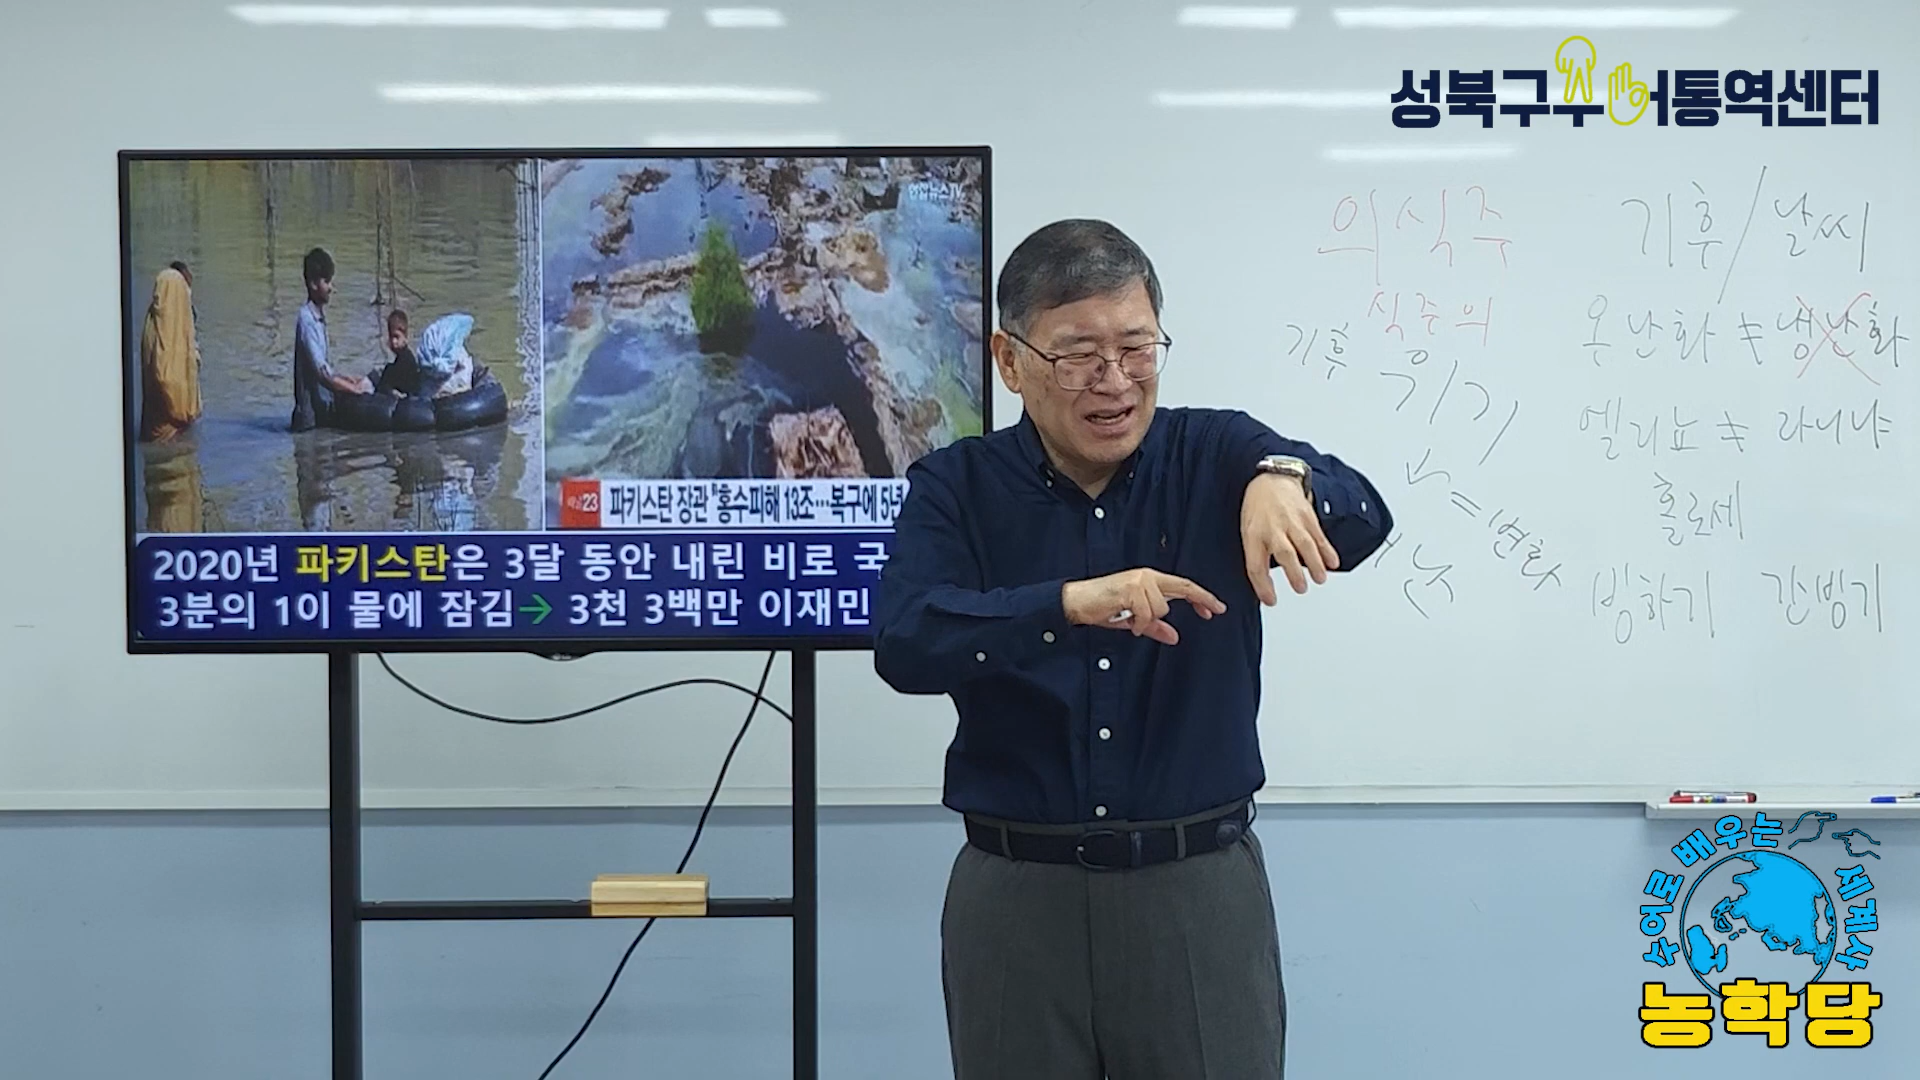 성북구수어통역센터
연합뉴스TV
파키스탄 장관 "홍수피해 13조…복구에 5년
2020년 파키스탄은 3달 동안 내린 비로 국
3분의 1이 물에 잠김→ 3천 3백만 이재민
의식주
식주의
기후
기후/날씨
온난화 ≠ 냉난화
엘리뇨 ≠ 라니냐
홀로세
빙하기 간빙기
수어로 배우는 세계사
농학당